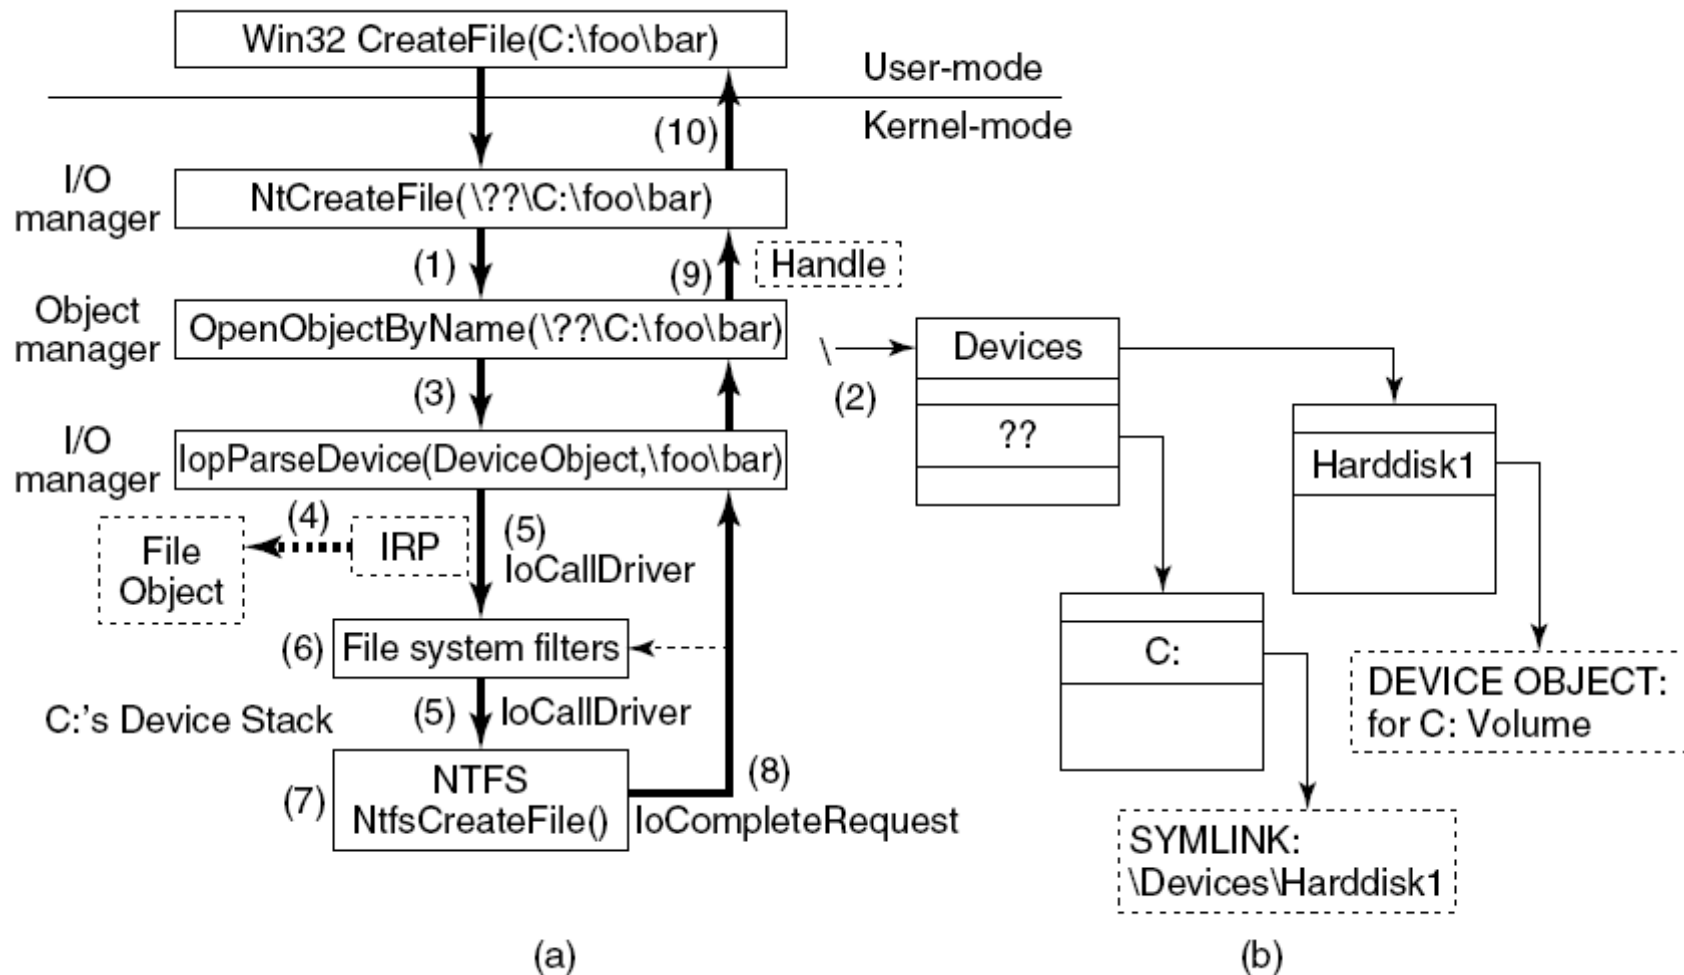 Win32 CreateFile(C:\foo\bar)
User-mode
Kernel-mode
(10)
I/O
manager
NtCreateFile(\??\C:\foo\bar)
(1)
(9)
Handle
Object
manager
OpenObjectByName(\??\C:\foo\bar)
(3)
I/O
manager
IopParseDevice(DeviceObject,\foo\bar)
(4)
File
Object
IRP
(5)
IoCallDriver
(6)
File system filters
C:'s Device Stack
(5)
IoCallDriver
(7)
NTFS
NtfsCreateFile()
(8)
IoCompleteRequest
(a)
\
(2)
Devices
??
Harddisk1
C:
DEVICE OBJECT:
for C: Volume
SYMLINK:
\Devices\Harddisk1
(b)